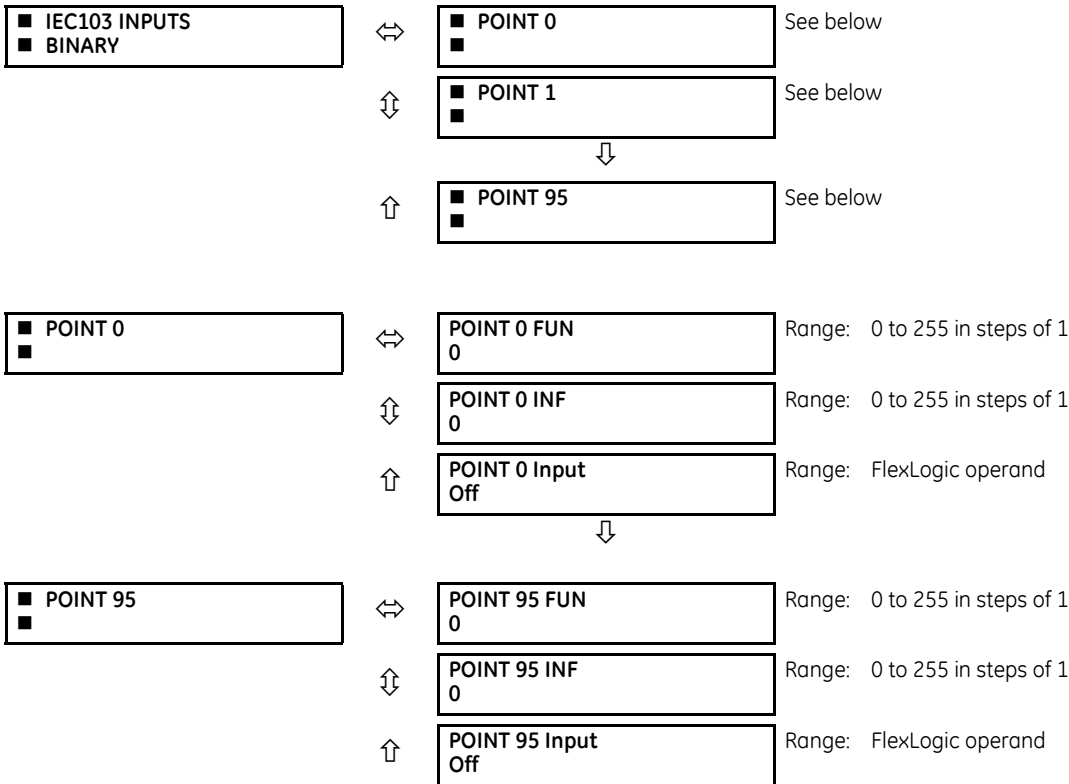 ■ IEC103 INPUTS
■ BINARY
■ POINT 0
■
See below
■ POINT 1
■
See below
■ POINT 95
■
See below
■ POINT 0
■
POINT 0 FUN
0
Range: 0 to 255 in steps of 1
POINT 0 INF
0
Range: 0 to 255 in steps of 1
POINT 0 Input
Off
Range: FlexLogic operand
■ POINT 95
■
POINT 95 FUN
0
Range: 0 to 255 in steps of 1
POINT 95 INF
0
Range: 0 to 255 in steps of 1
POINT 95 Input
Off
Range: FlexLogic operand